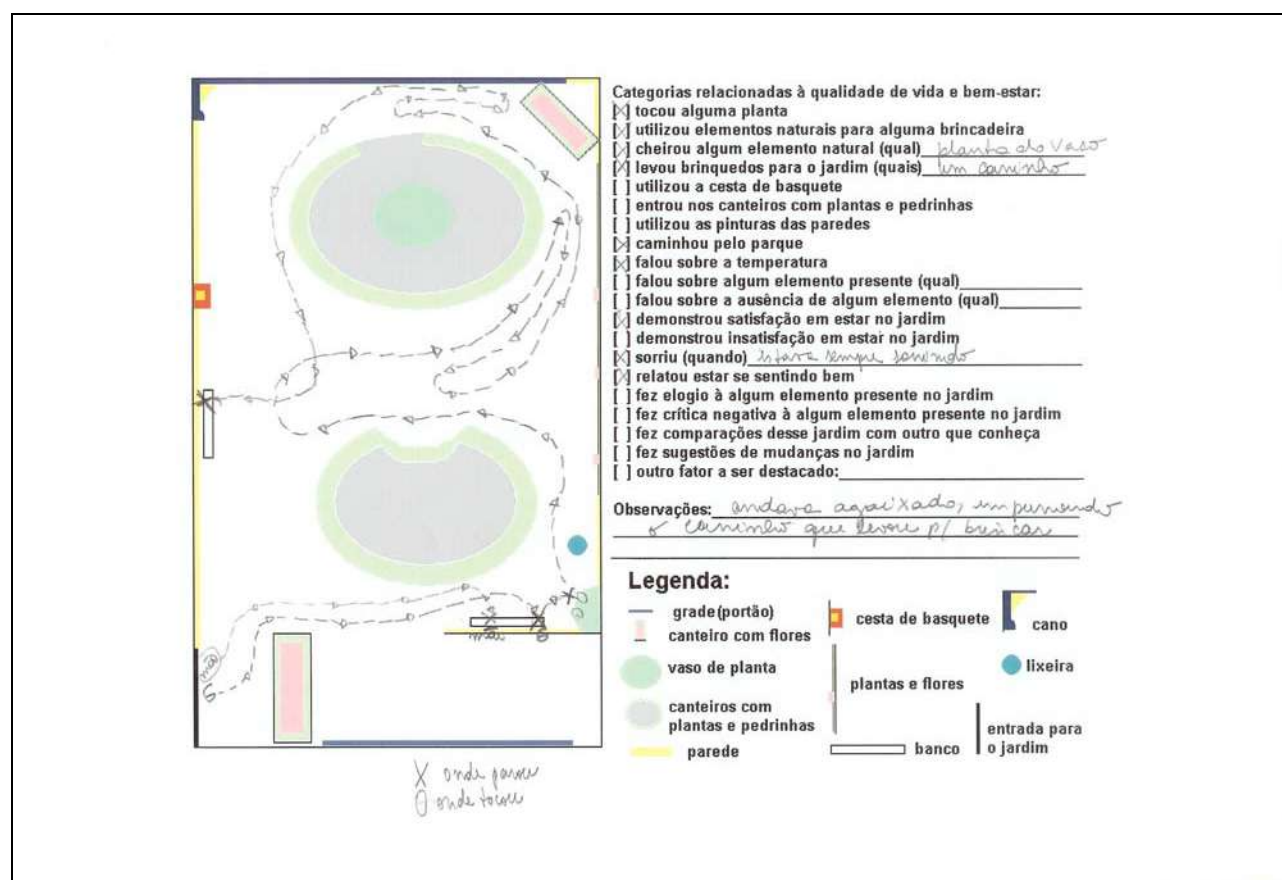 Categorias relacionadas à qualidade de vida e bem-estar:
[X] tocou alguma planta
[X] utilizou elementos naturais para alguma brincadeira
[X] cheirou algum elemento natural (qual) planta do vaso
[X] levou brinquedos para o jardim (quais) um caminho
[ ] utilizou a cesta de basquete
[ ] entrou nos canteiros com plantas e pedrinhas
[ ] utilizou as pinturas das paredes
[X] caminhou pelo parque
[X] falou sobre a temperatura
[ ] falou sobre algum elemento presente (qual)
[ ] falou sobre a ausência de algum elemento (qual)
[X] demonstrou satisfação em estar no jardim
[ ] demonstrou insatisfação em estar no jardim
[X] sorriu (quando) estava sempre sorrindo
[X] relatou estar se sentindo bem
[ ] fez elogio à algum elemento presente no jardim
[ ] fez crítica negativa à algum elemento presente no jardim
[ ] fez comparações desse jardim com outro que conheça
[ ] fez sugestões de mudanças no jardim
[ ] outro fator a ser destacado:
Observações: andava agaixado, empurrando
o caminho que levou p/ brincar
mãe
mãe
Legenda:
grade(portão)
canteiro com flores
vaso de planta
canteiros com
plantas e pedrinhas
parede
cesta de basquete
plantas e flores
banco
cano
lixeira
entrada para
o jardim
X onde parou
O onde tocou